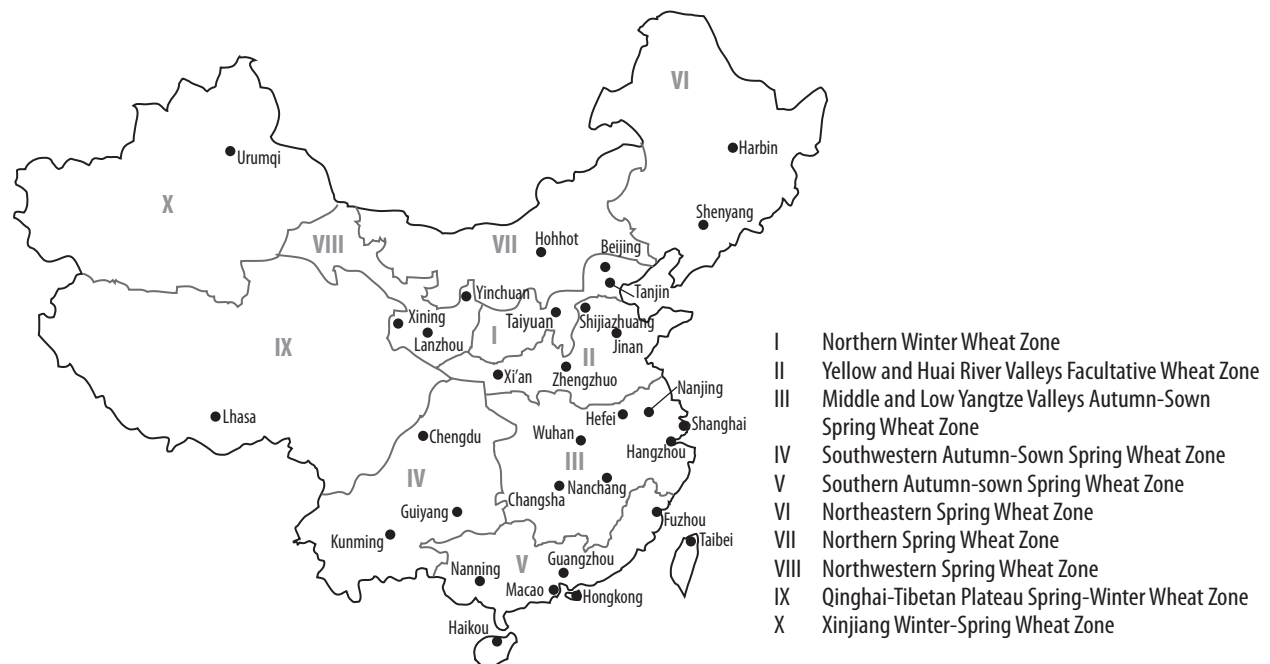 VI
Harbin
Urumqi
X
Shenyang
VIII
VII
Hohhot
Beijing
Yinchuan
Tanjin
Xining
Taiyuan
Shijiazhuang
Lanzhou
I
Jinan
IX
II
Xi'an
Zhengzhuo
Nanjing
Lhasa
Hefei
Shanghai
Chengdu
Wuhan
Hangzhou
III
IV
Nanchang
Changsha
Guiyang
Fuzhou
Kunming
Taibei
V
Guangzhou
Nanning
Macao
Hongkong
Haikou
I Northern Winter Wheat Zone
II Yellow and Huai River Valleys Facultative Wheat Zone
III Middle and Low Yangtze Valleys Autumn-Sown
Spring Wheat Zone
IV Southwestern Autumn-Sown Spring Wheat Zone
V Southern Autumn-sown Spring Wheat Zone
VI Northeastern Spring Wheat Zone
VII Northern Spring Wheat Zone
VIII Northwestern Spring Wheat Zone
IX Qinghai-Tibetan Plateau Spring-Winter Wheat Zone
X Xinjiang Winter-Spring Wheat Zone